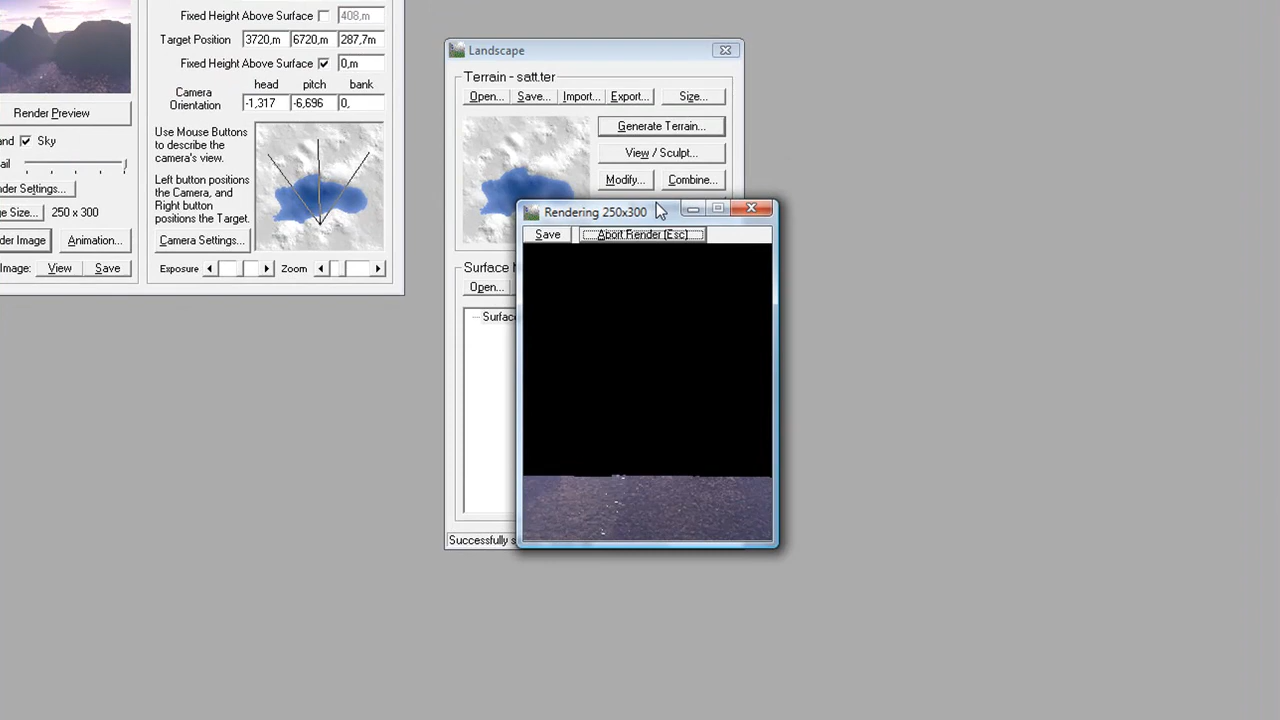 Fixed Height Above Surface 408,m
Target Position 3720,m 6720,m 287,7m
Fixed Height Above Surface 0,m
head pitch bank
Camera
Orientation
-1,317 -6,696 0,
Render Preview
Sky
Use Mouse Buttons
to describe the
camera's view.
Left button positions
the Camera, and
Right button
positions the Target.
Settings...
Size... 250 x 300
Image Animation... Camera Settings...
Image: View Save Exposure Zoom
Landscape
Terrain - satt.ter
Open... Save... Import... Export... Size...
Generate Terrain...
View / Sculpt...
Modify... Combine...
Surface
Open...
Surface
Successfully s
Rendering 250x300
Save Abort Render (Esc)